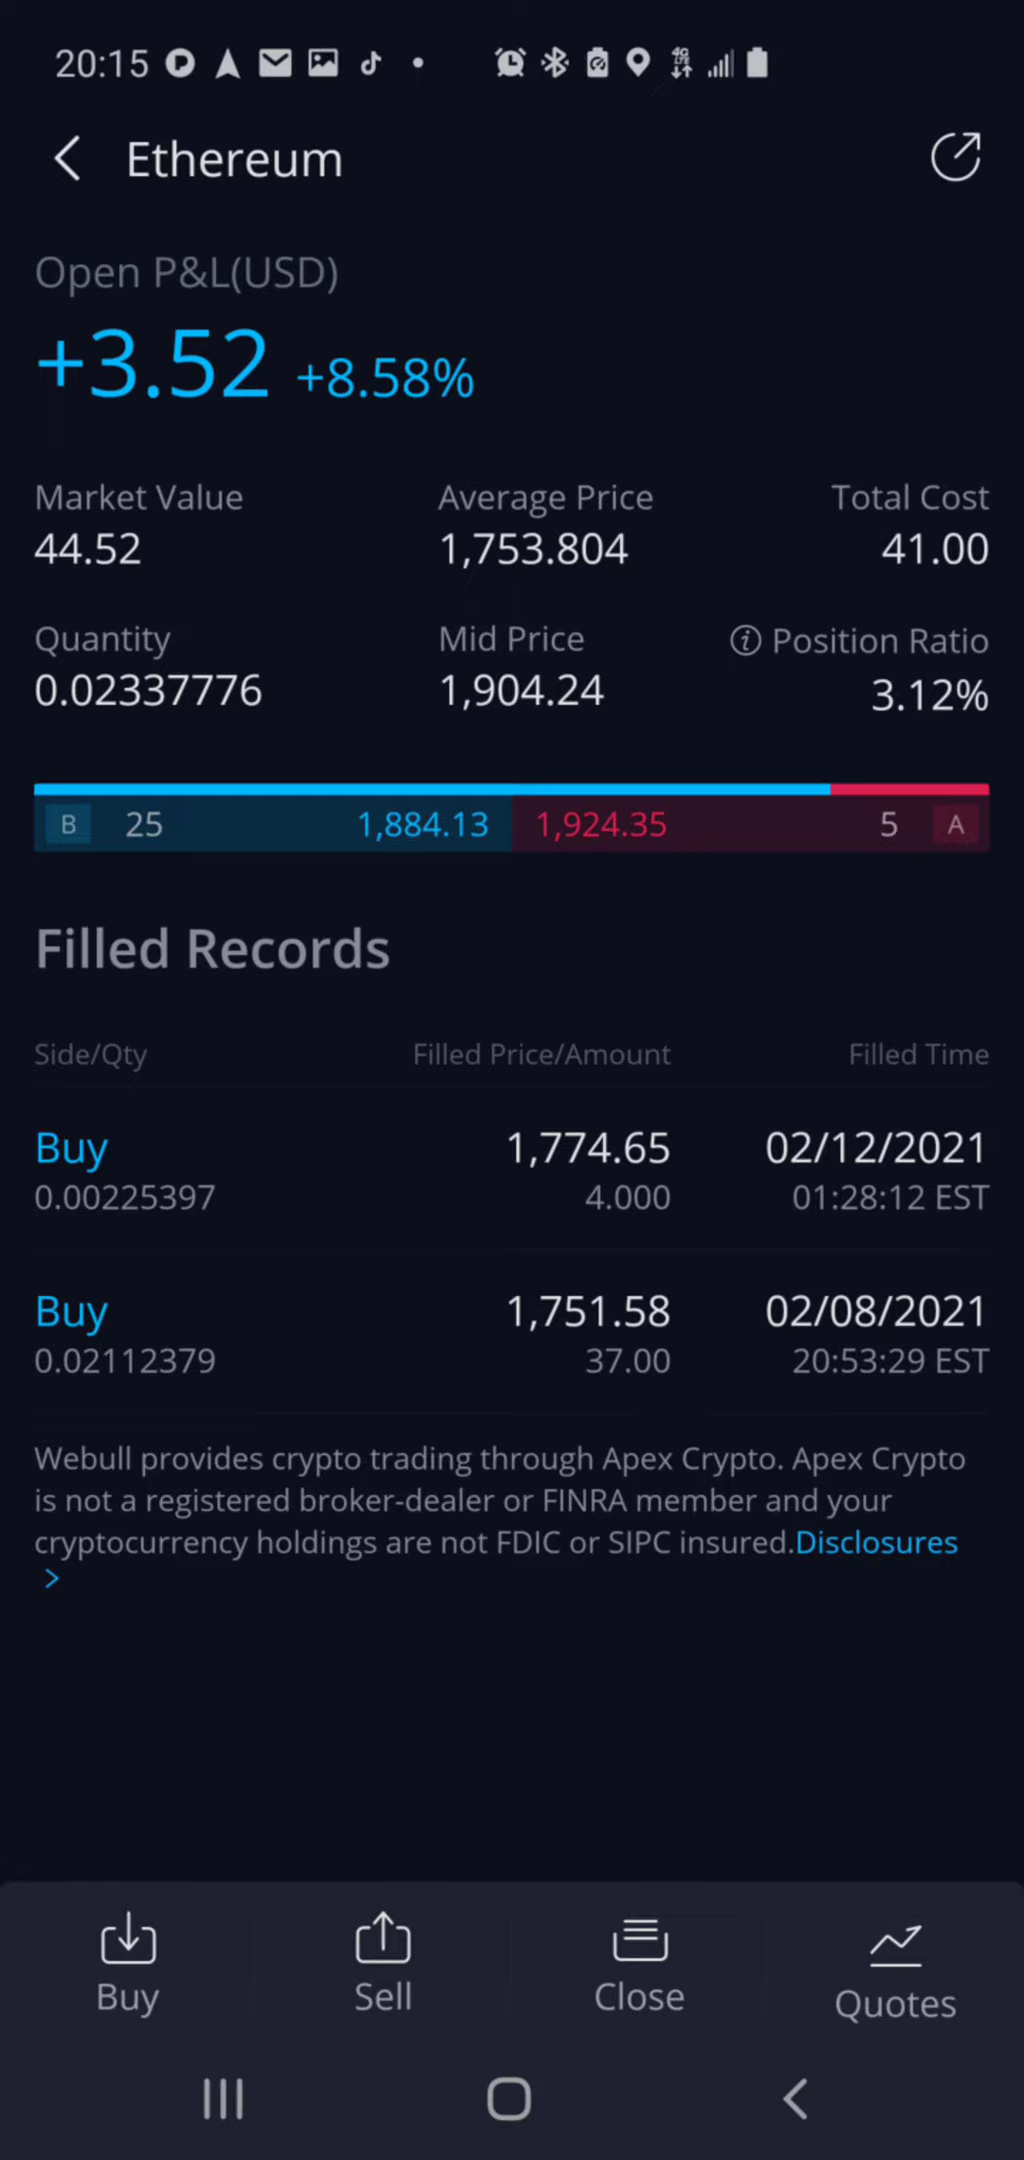 20:15
Ethereum
Open P&L(USD)
+3.52 +8.58%
Market Value Average Price Total Cost
44.52 1,753.804 41.00
Quantity Mid Price Position Ratio
0.02337776 1,904.24 3.12%
B 25 1,884.13 1,924.35 5 A
Filled Records
Side/Qty Filled Price/Amount Filled Time
Buy 1,774.65 02/12/2021
0.00225397 4.000 01:28:12 EST
Buy 1,751.58 02/08/2021
0.02112379 37.00 20:53:29 EST
Webull provides crypto trading through Apex Crypto. Apex Crypto
is not a registered broker-dealer or FINRA member and your
cryptocurrency holdings are not FDIC or SIPC insured.Disclosures
>
Buy Sell Close Quotes